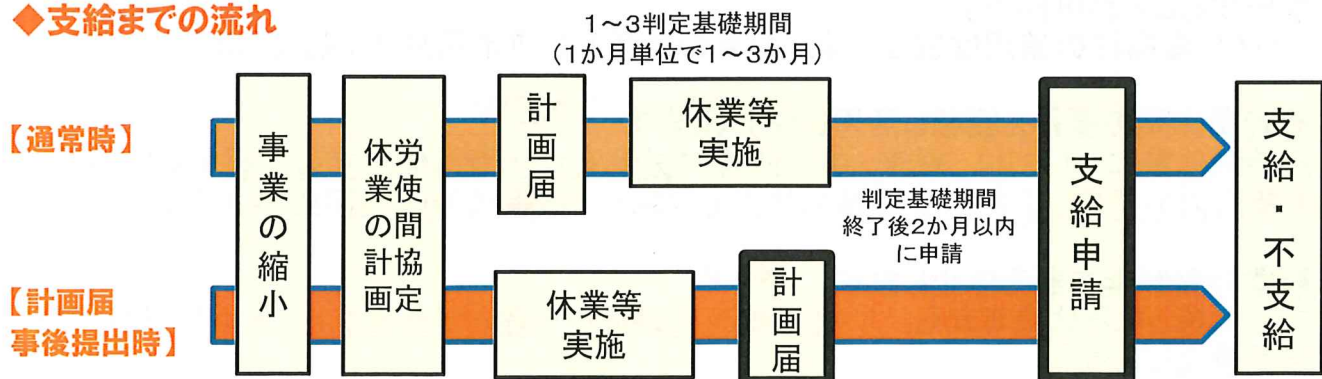 ◆支給までの流れ
1～3判定基礎期間
（1か月単位で1～3か月）
【通常時】
事業の縮小
労使間協定
休業の計画
計画届
休業等
実施
判定基礎期間
終了後2か月以内
に申請
支給申請
支給・不支給
【計画届
事後提出時】
休業等
実施
計画届